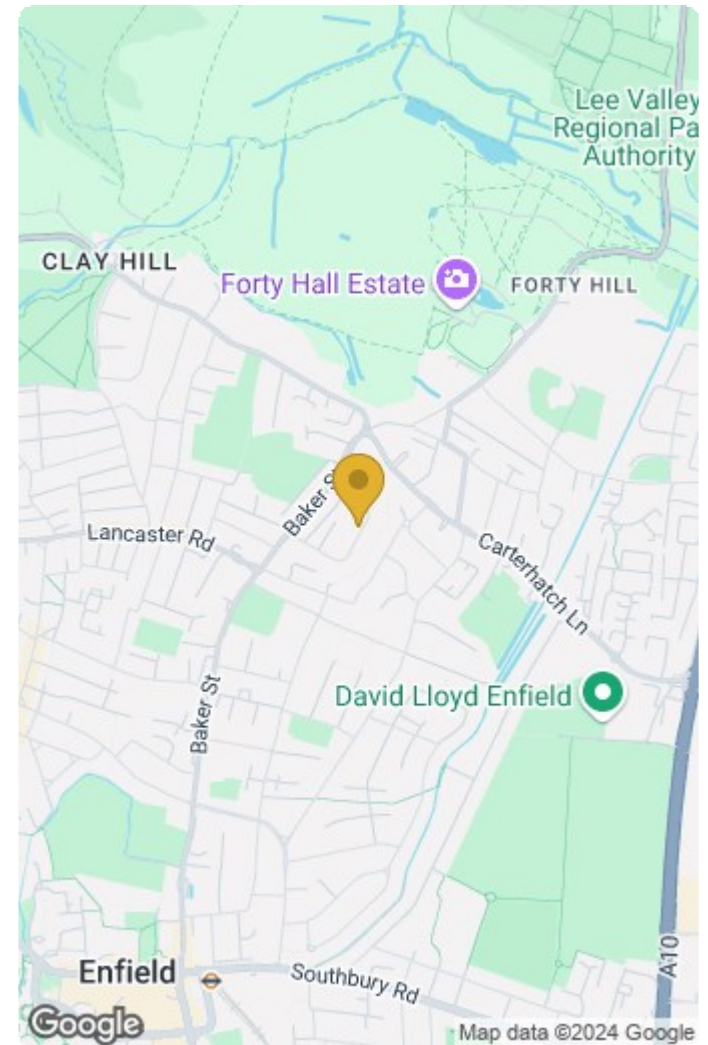 Lee Valley
Regional Pa
Authority
CLAY HILL
Forty Hall Estate
FORTY HILL
Baker St
Lancaster Rd
Carterhatch Ln
David Lloyd Enfield
Baker St
A10
Enfield
Southbury Rd
Google
Map data ©2024 Google